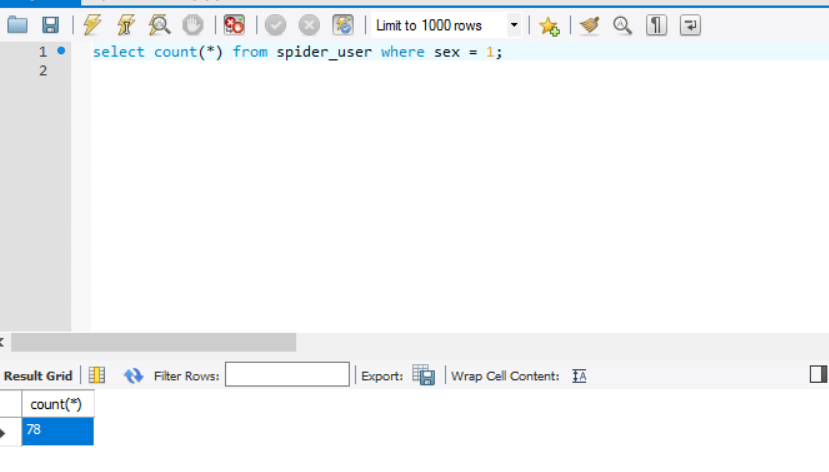 Limit to 1000 rows
1 select count(*) from spider_user where sex = 1;
2
Result Grid Filter Rows: Export: Wrap Cell Content: IA
count(*)
78